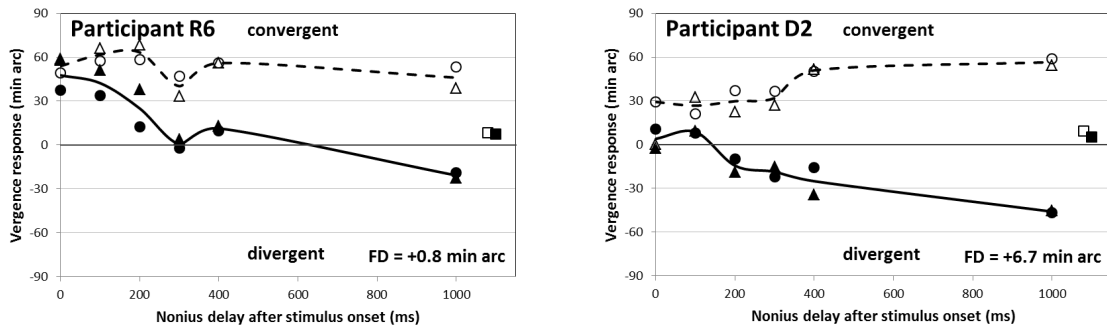 Participant R6 convergent
Vergence response (min arc)
90
60
30
0
-30
-60
-90
divergent FD = +0.8 min arc
0 200 400 600 800 1000
Nonius delay after stimulus onset (ms)
Participant D2 convergent
Vergence response (min arc)
90
60
30
0
-30
-60
-90
divergent FD = +6.7 min arc
0 200 400 600 800 1000
Nonius delay after stimulus onset (ms)